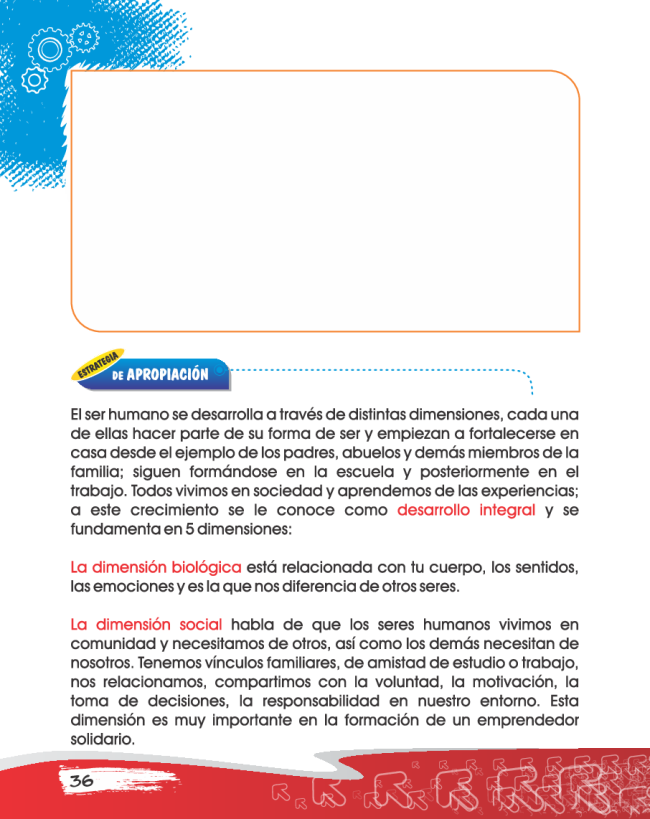 ESTRATEGIA
DE APROPIACIÓN
El ser humano se desarrolla a través de distintas dimensiones, cada una
de ellas hacer parte de su forma de ser y empiezan a fortalecerse en
casa desde el ejemplo de los padres, abuelos y demás miembros de la
familia; siguen formándose en la escuela y posteriormente en el
trabajo. Todos vivimos en sociedad y aprendemos de las experiencias;
a este crecimiento se le conoce como desarrollo integral y se
fundamenta en 5 dimensiones:
La dimensión biológica está relacionada con tu cuerpo, los sentidos,
las emociones y es la que nos diferencia de otros seres.
La dimensión social habla de que los seres humanos vivimos en
comunidad y necesitamos de otros, así como los demás necesitan de
nosotros. Tenemos vínculos familiares, de amistad de estudio o trabajo,
nos relacionamos, compartimos con la voluntad, la motivación, la
toma de decisiones, la responsabilidad en nuestro entorno. Esta
dimensión es muy importante en la formación de un emprendedor
solidario.
36